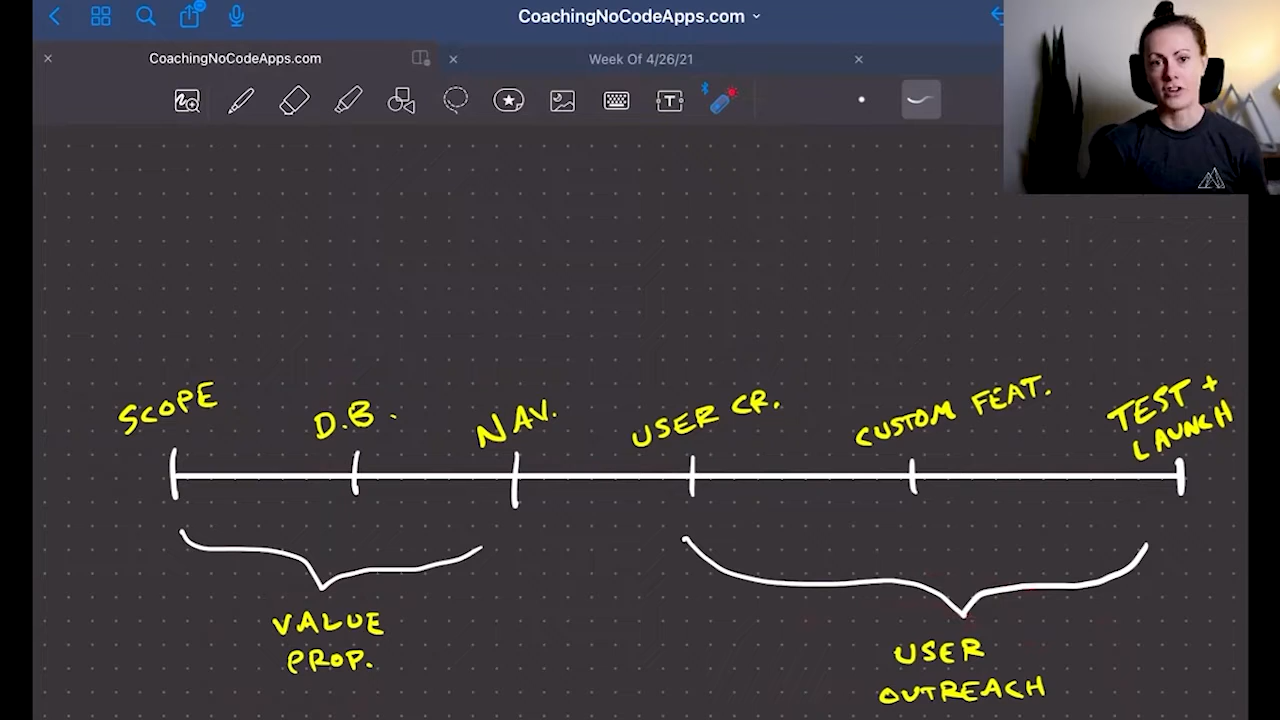 CoachingNoCodeApps.com
CoachingNoCodeApps.com
Week Of 4/26/21
T
SCOPE
D.B.
NAV.
USER CR.
CUSTOM FEAT.
TEST +
LAUNCH
VALUE
PROP.
USER
OUTREACH